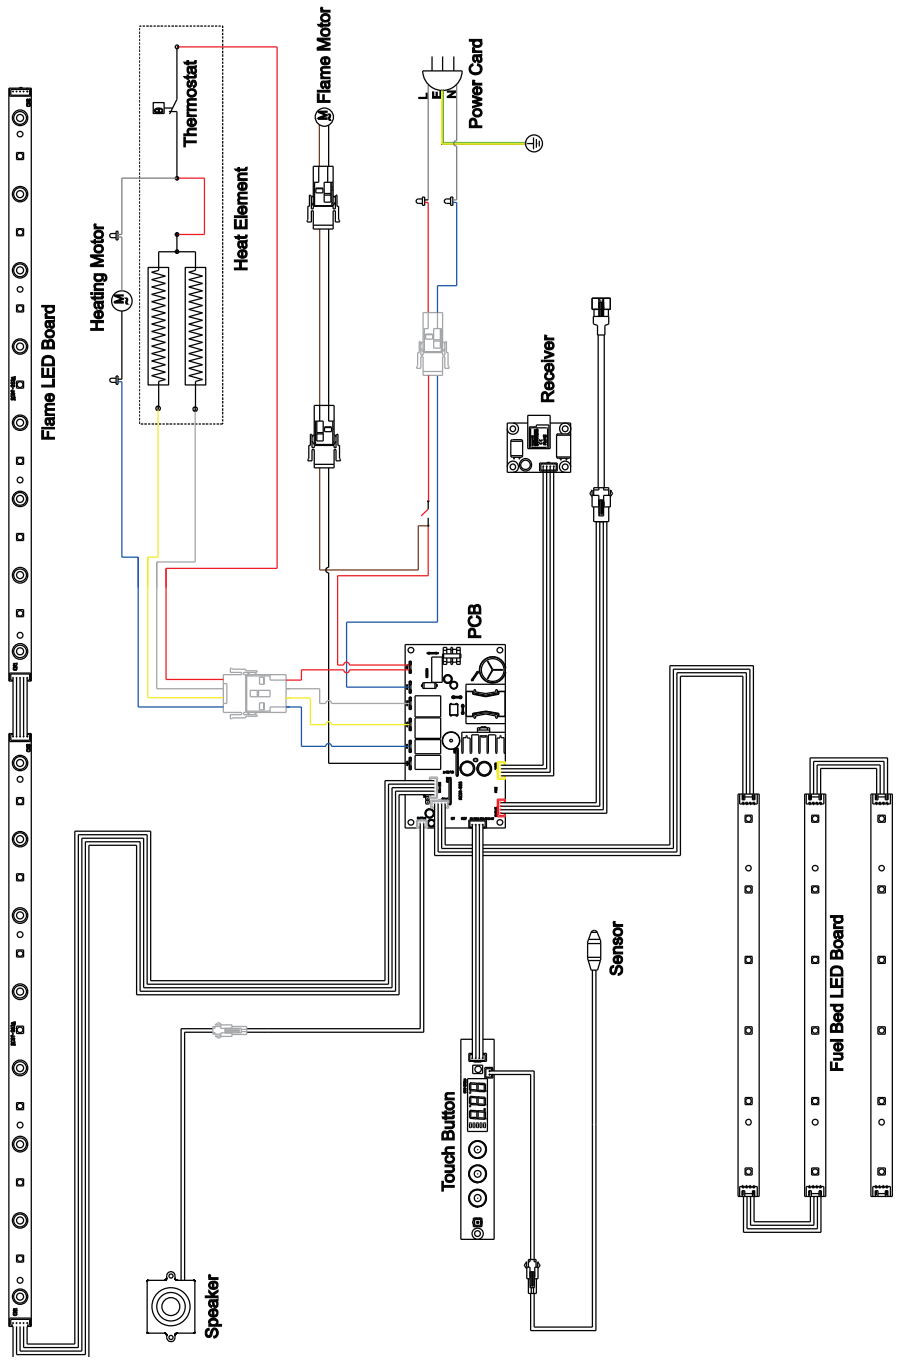 Flame LED Board
Heating Motor
M
Thermostat
Heat Element
Flame Motor
M
L
E
N
Power Card
Receiver
PCB
Sensor
Touch Button
Speaker
Fuel Bed LED Board